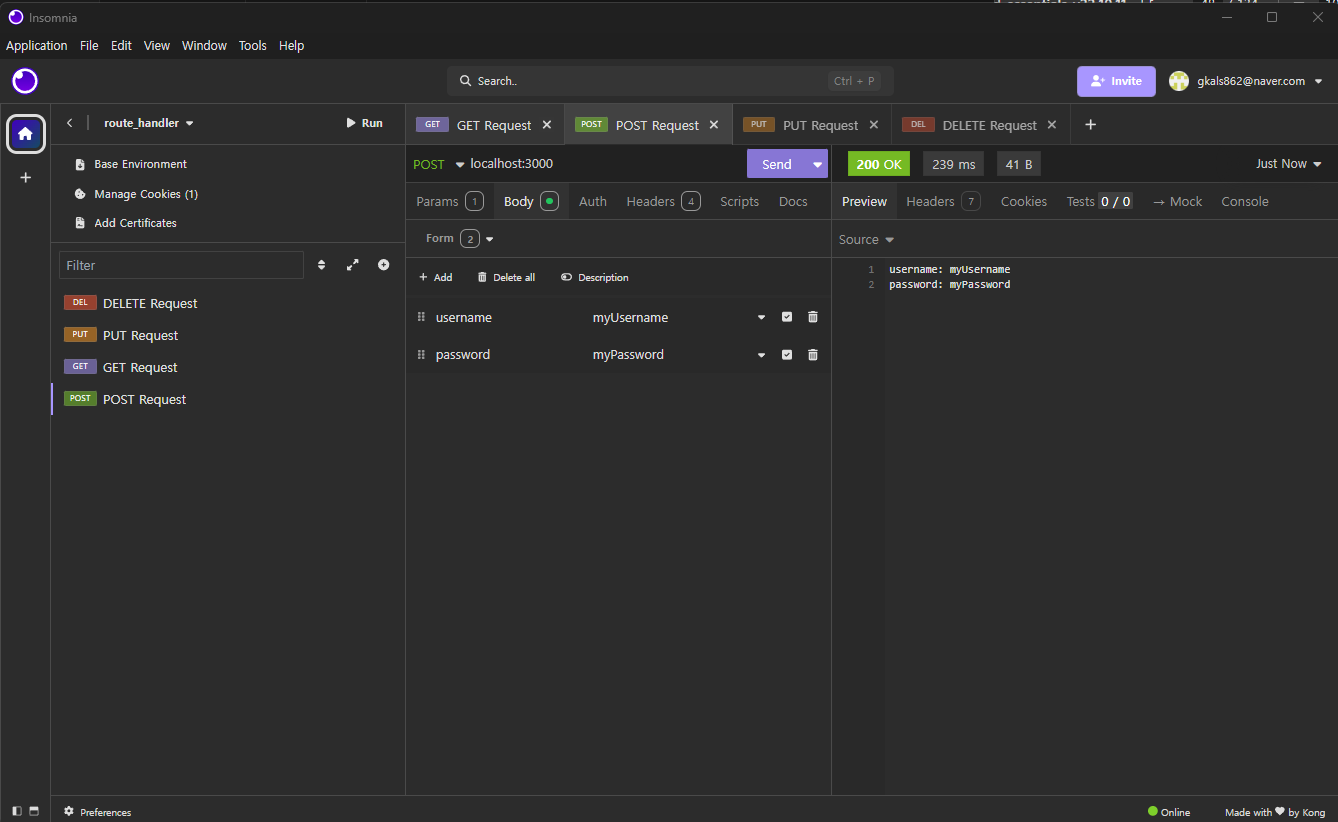 Insomnia
Application File Edit View Window Tools Help
Search.. Ctrl + P
Invite
gkals862@naver.com
route_handler
Run
GET GET Request
POST POST Request
PUT PUT Request
DEL DELETE Request
Base Environment
Manage Cookies (1)
Add Certificates
Filter
DEL DELETE Request
PUT PUT Request
GET GET Request
POST POST Request
POST localhost:3000
Send
Params 1 Body Auth Headers 4 Scripts Docs
Form 2
Add Delete all Description
username myUsername
password myPassword
200 OK 239 ms 41 B
Just Now
Preview Headers 7 Cookies Tests 0 / 0 → Mock Console
Source
1 username: myUsername
2 password: myPassword
Preferences
Online
Made with ❤ by Kong